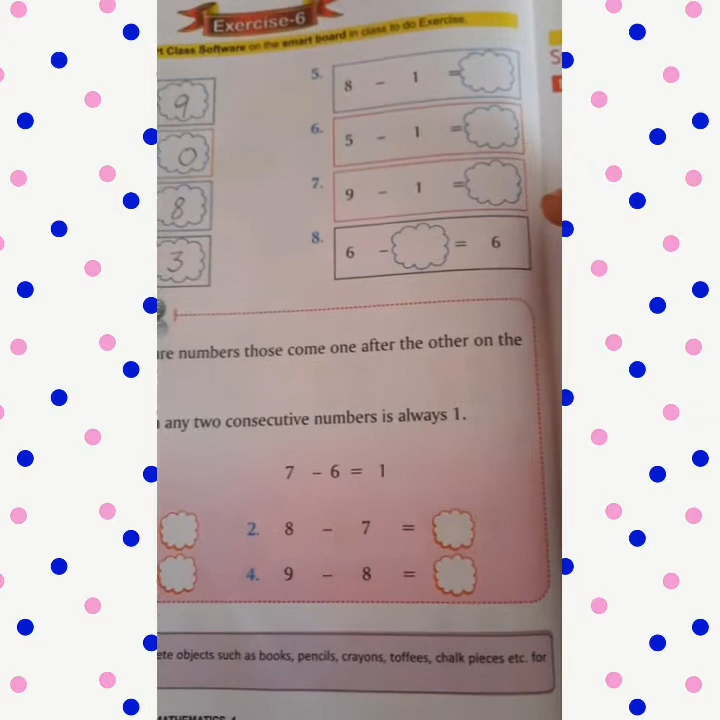 Exercise-6
Class Software on the smart board in class to do Exercise.
9
5. 8 - 1 =
0
6. 5 - 1 =
8
7. 9 - 1 =
3
8. 6 - = 6
are numbers those come one after the other on the
any two consecutive numbers is always 1.
7 - 6 = 1
2. 8 - 7 =
4. 9 - 8 =
objects such as books, pencils, crayons, toffees, chalk pieces etc. for